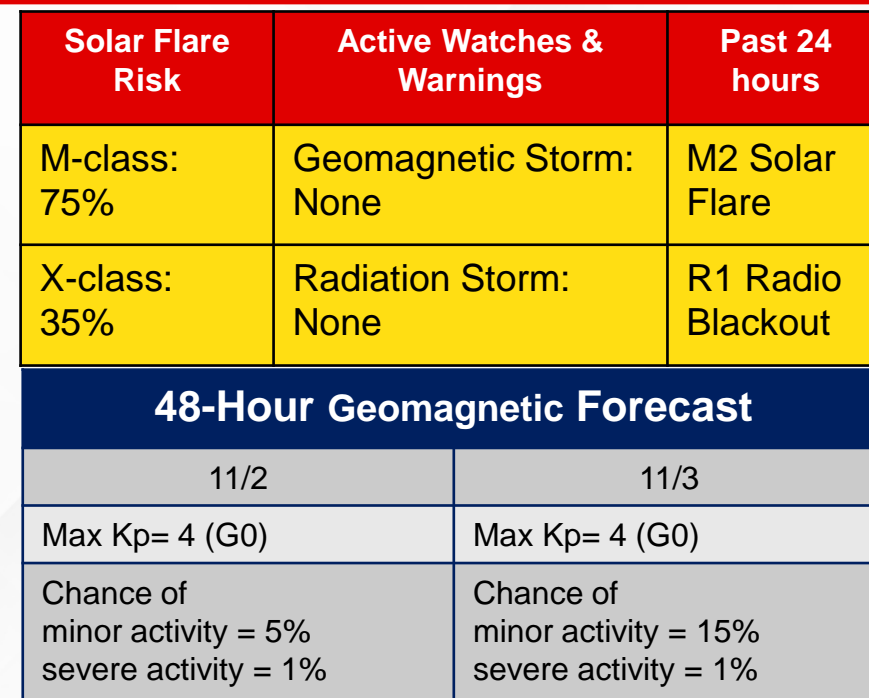 Solar Flare
Risk
Active Watches &
Warnings
Past 24
hours
M-class:
75%
Geomagnetic Storm:
None
M2 Solar
Flare
X-class:
35%
Radiation Storm:
None
R1 Radio
Blackout
48-Hour Geomagnetic Forecast
11/2
11/3
Max Kp= 4 (G0)
Max Kp= 4 (G0)
Chance of
minor activity = 5%
severe activity = 1%
Chance of
minor activity = 15%
severe activity = 1%